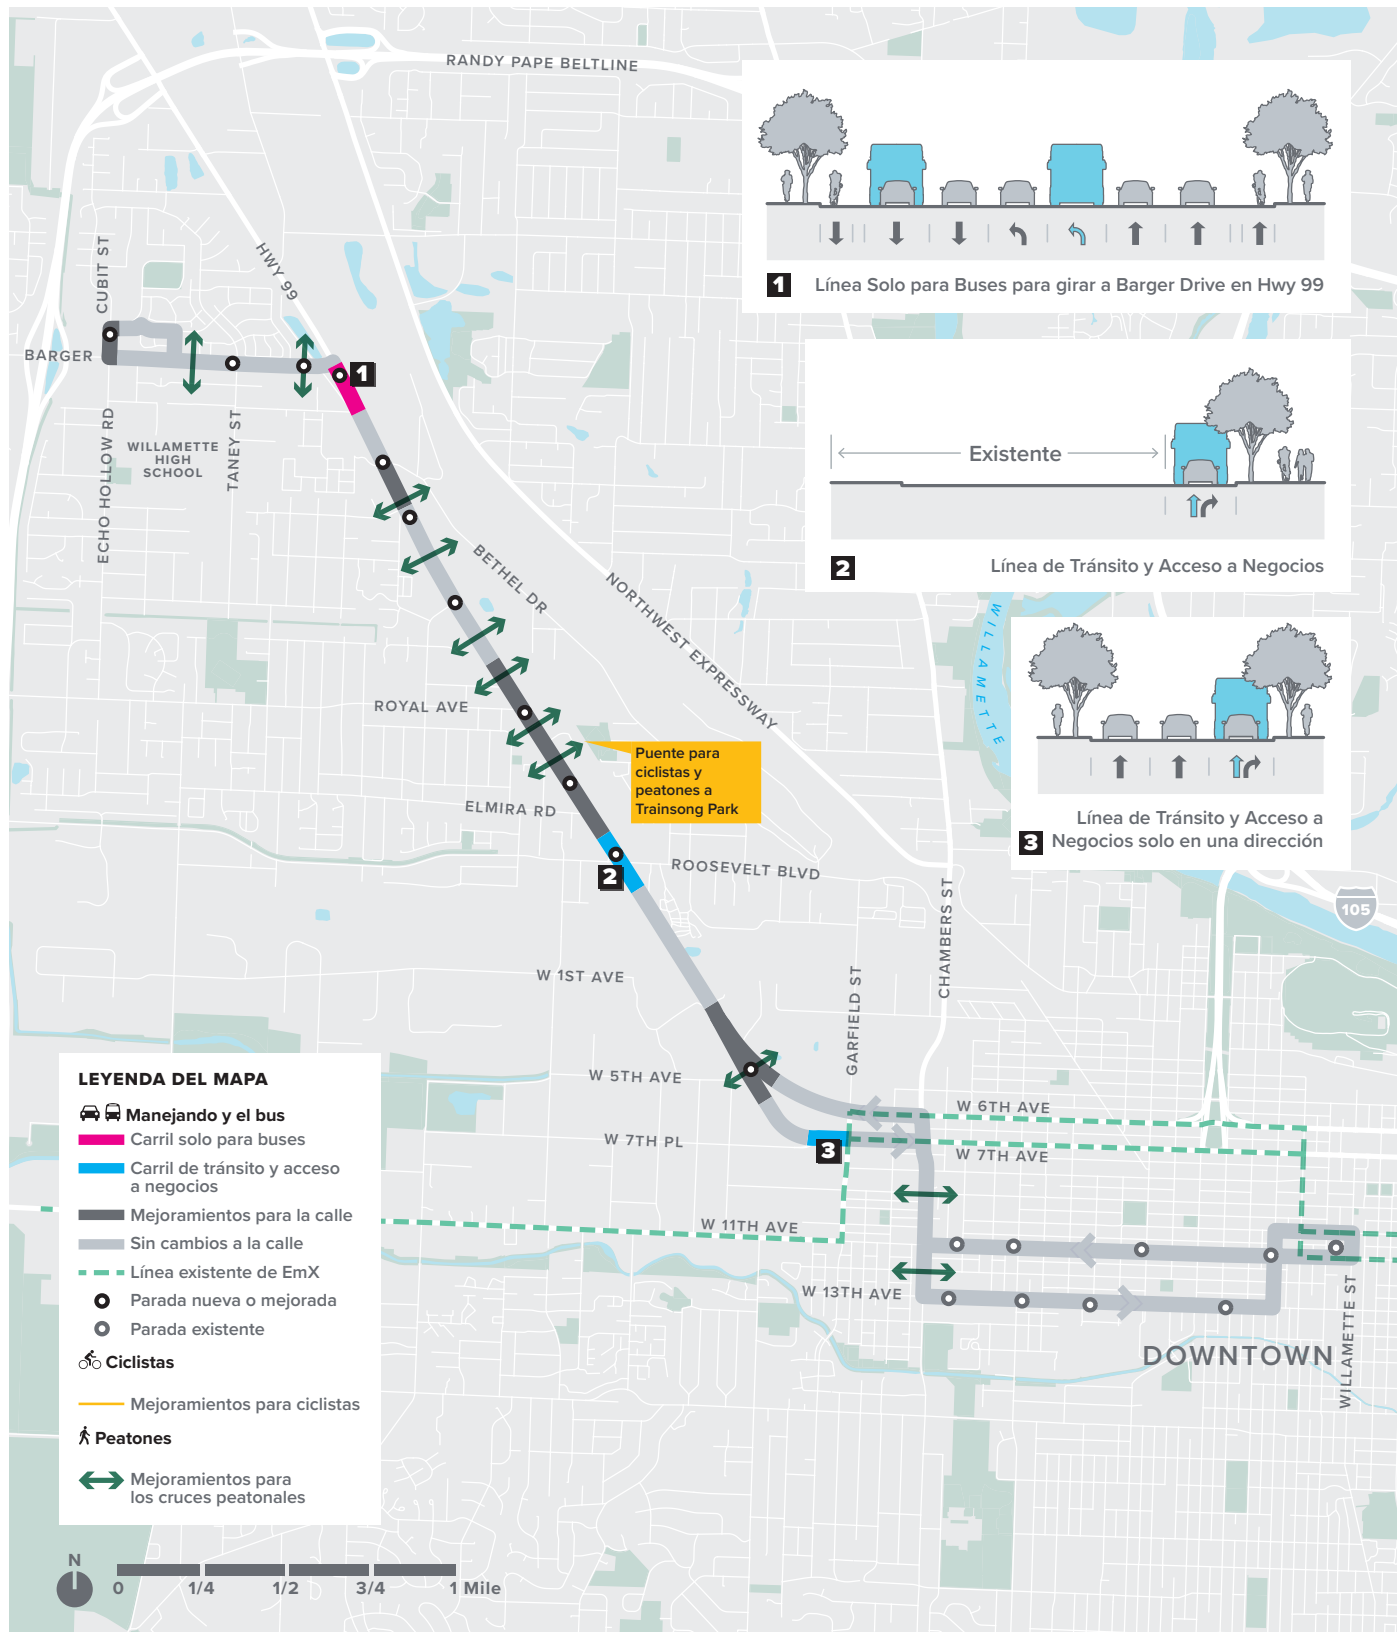 RANDY PAPE BELTLINE
1 Línea Solo para Buses para girar a Barger Drive en Hwy 99
CUBIT ST
HWY 99
BARGER
1
ECHO HOLLOW RD
WILLAMETTE
HIGH
SCHOOL
TANEY ST
Existente
2 Línea de Tránsito y Acceso a Negocios
BETHEL DR
NORTHWEST EXPRESSWAY
WILLAMETTE
ROYAL AVE
Puente para
ciclistas y
peatones a
Trainsong Park
ELMIRA RD
Línea de Tránsito y Acceso a
3 Negocios solo en una dirección
2
ROOSEVELT BLVD
105
CHAMBERS ST
GARFIELD ST
W 1ST AVE
W 5TH AVE
W 6TH AVE
W 7TH PL
3
W 7TH AVE
W 11TH AVE
W 13TH AVE
DOWNTOWN
WILLAMETTE ST
LEYENDA DEL MAPA
Manejando y el bus
Carril solo para buses
Carril de tránsito y acceso
a negocios
Mejoramientos para la calle
Sin cambios a la calle
Línea existente de EmX
Parada nueva o mejorada
Parada existente
Ciclistas
Mejoramientos para ciclistas
Peatones
Mejoramientos para
los cruces peatonales
N
0 1/4 1/2 3/4 1 Mile